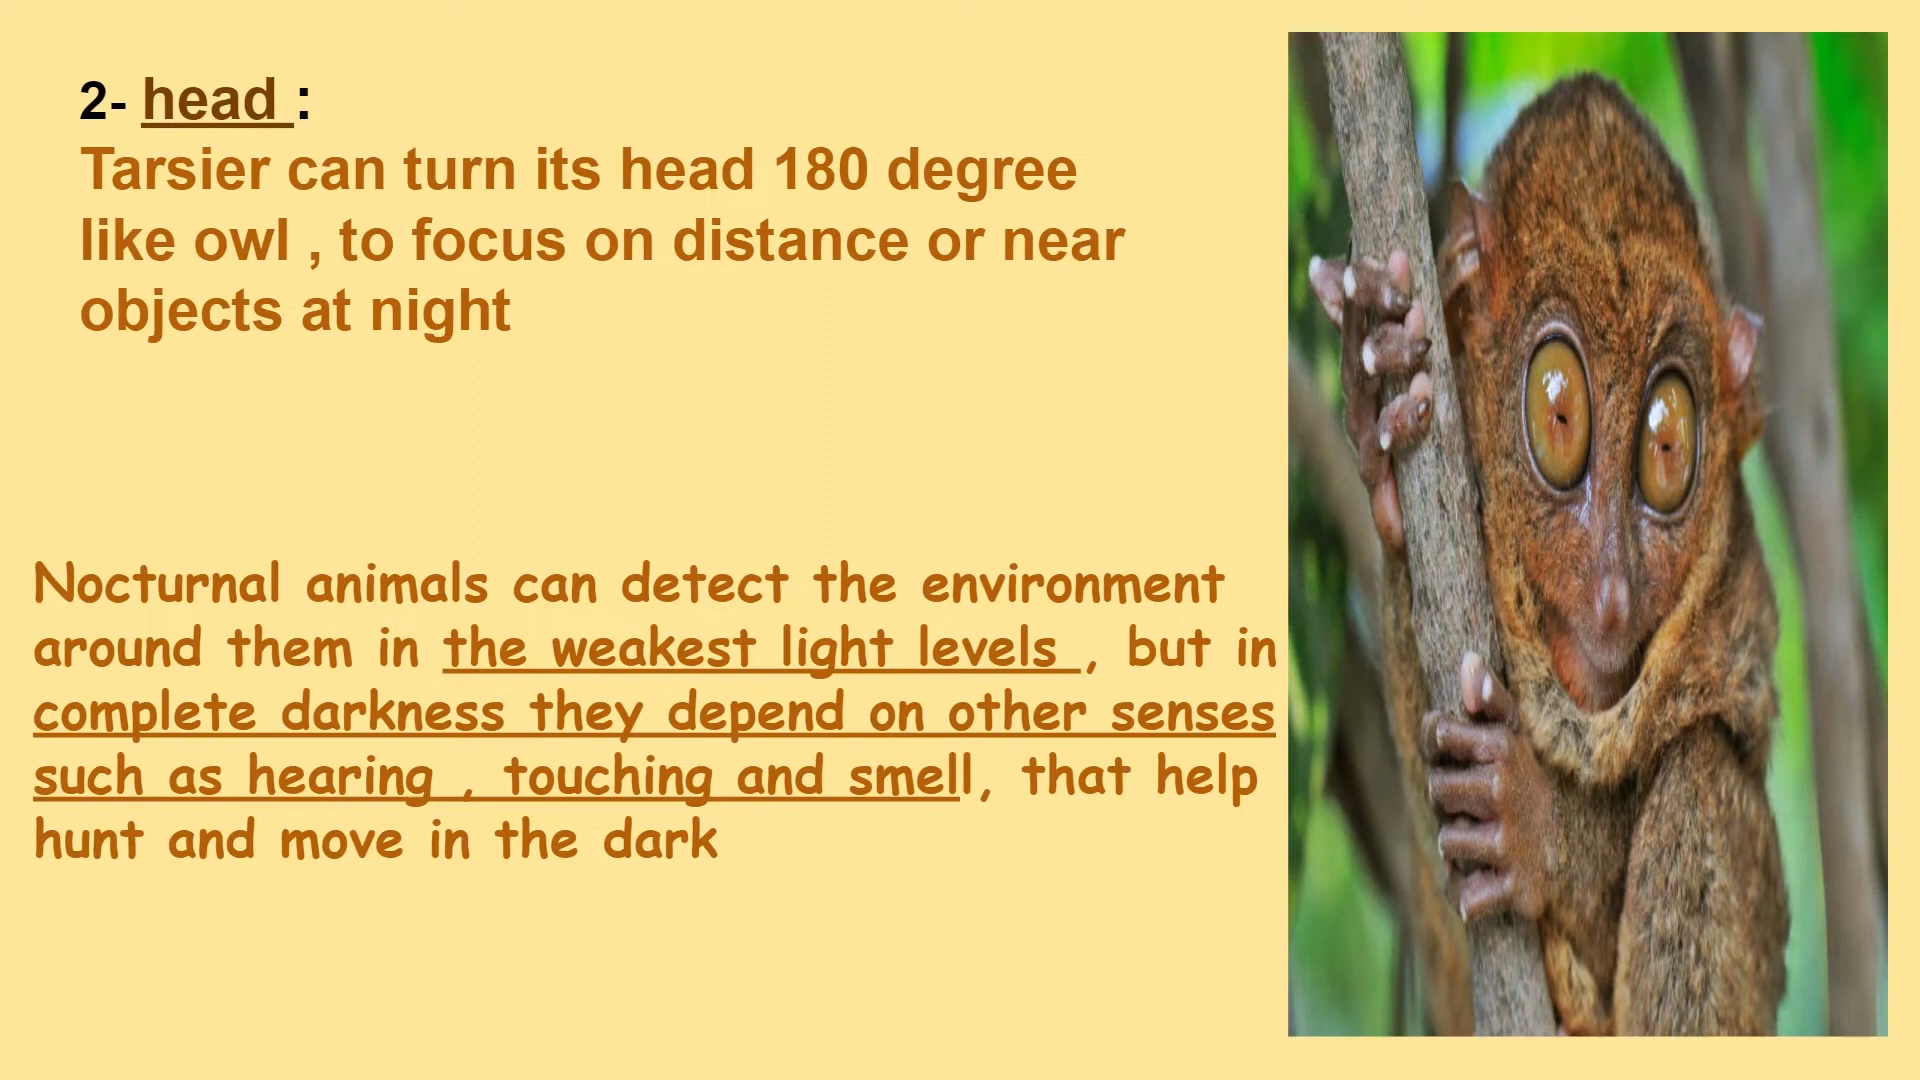 2- head :
Tarsier can turn its head 180 degree
like owl , to focus on distance or near
objects at night
Nocturnal animals can detect the environment
around them in the weakest light levels , but in
complete darkness they depend on other senses
such as hearing , touching and smell, that help
hunt and move in the dark